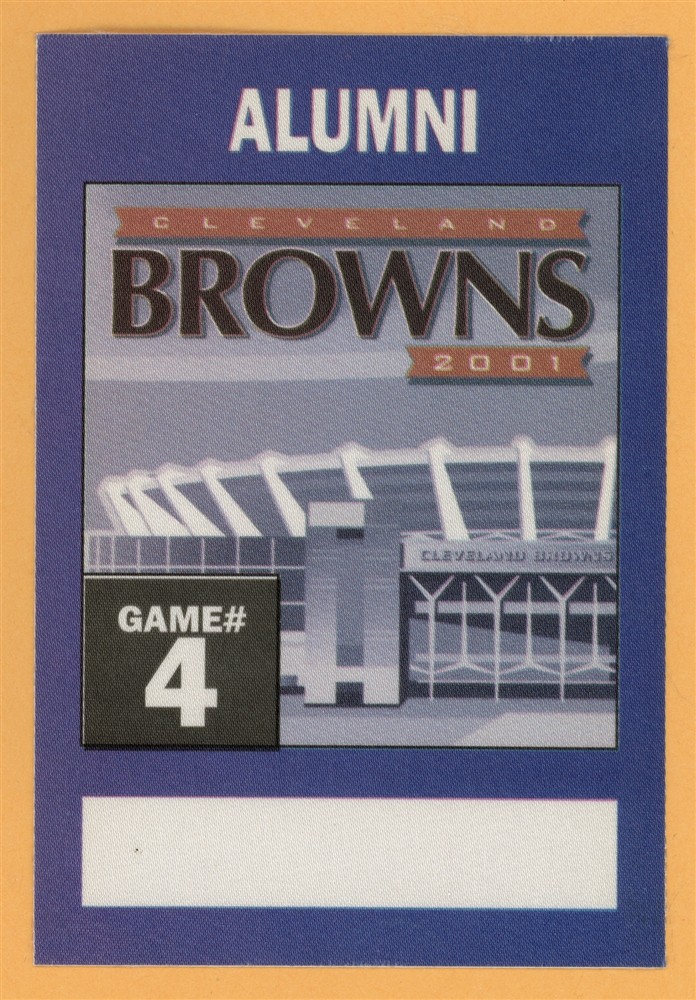 ALUMNI
CLEVELAND
BROWNS
2001
CLEVELAND BROWNS
GAME#
4